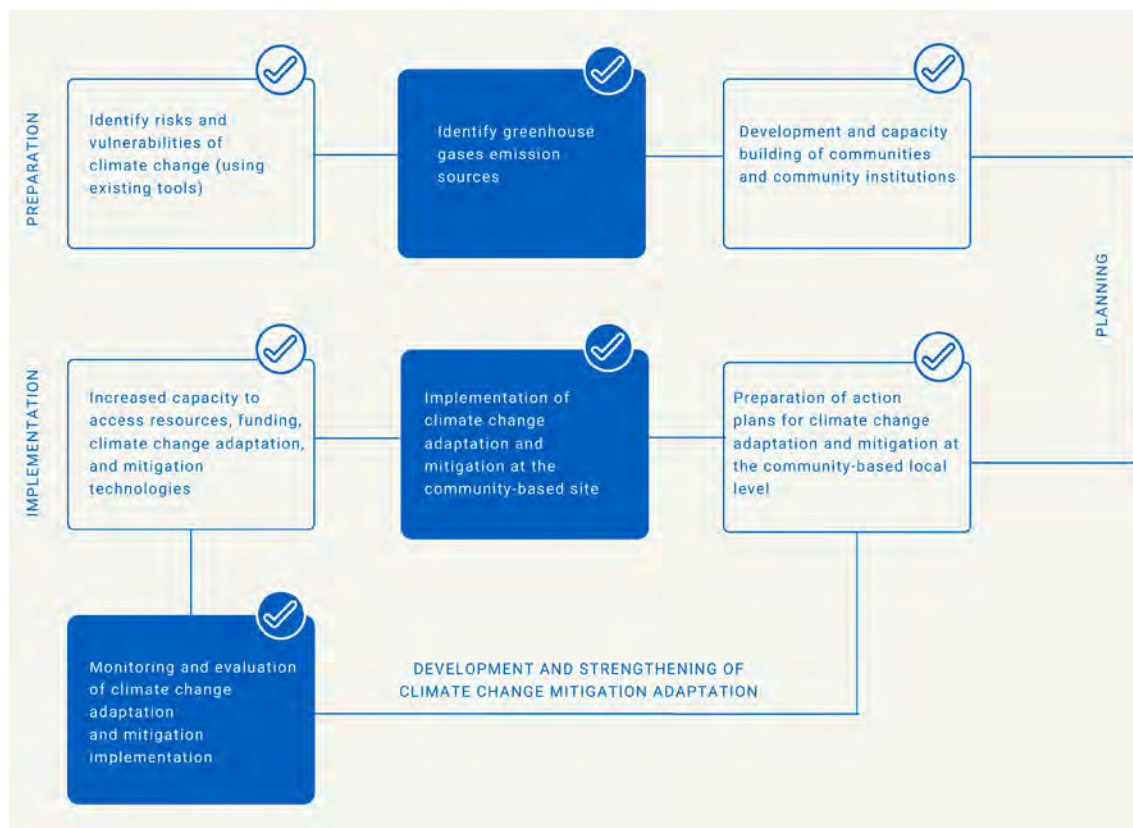 PREPARATION
Identify risks and
vulnerabilities of
climate change (using
existing tools)
Identify greenhouse
gases emission
sources
Development and capacity
building of communities
and community institutions
PLANNING
IMPLEMENTATION
Increased capacity to
access resources, funding,
climate change adaptation,
and mitigation
technologies
Implementation of
climate change
adaptation and
mitigation at the
community-based site
Preparation of action
plans for climate change
adaptation and mitigation at
the community-based local
level
Monitoring and evaluation
of climate change
adaptation
and mitigation
implementation
DEVELOPMENT AND STRENGTHENING OF
CLIMATE CHANGE MITIGATION ADAPTATION